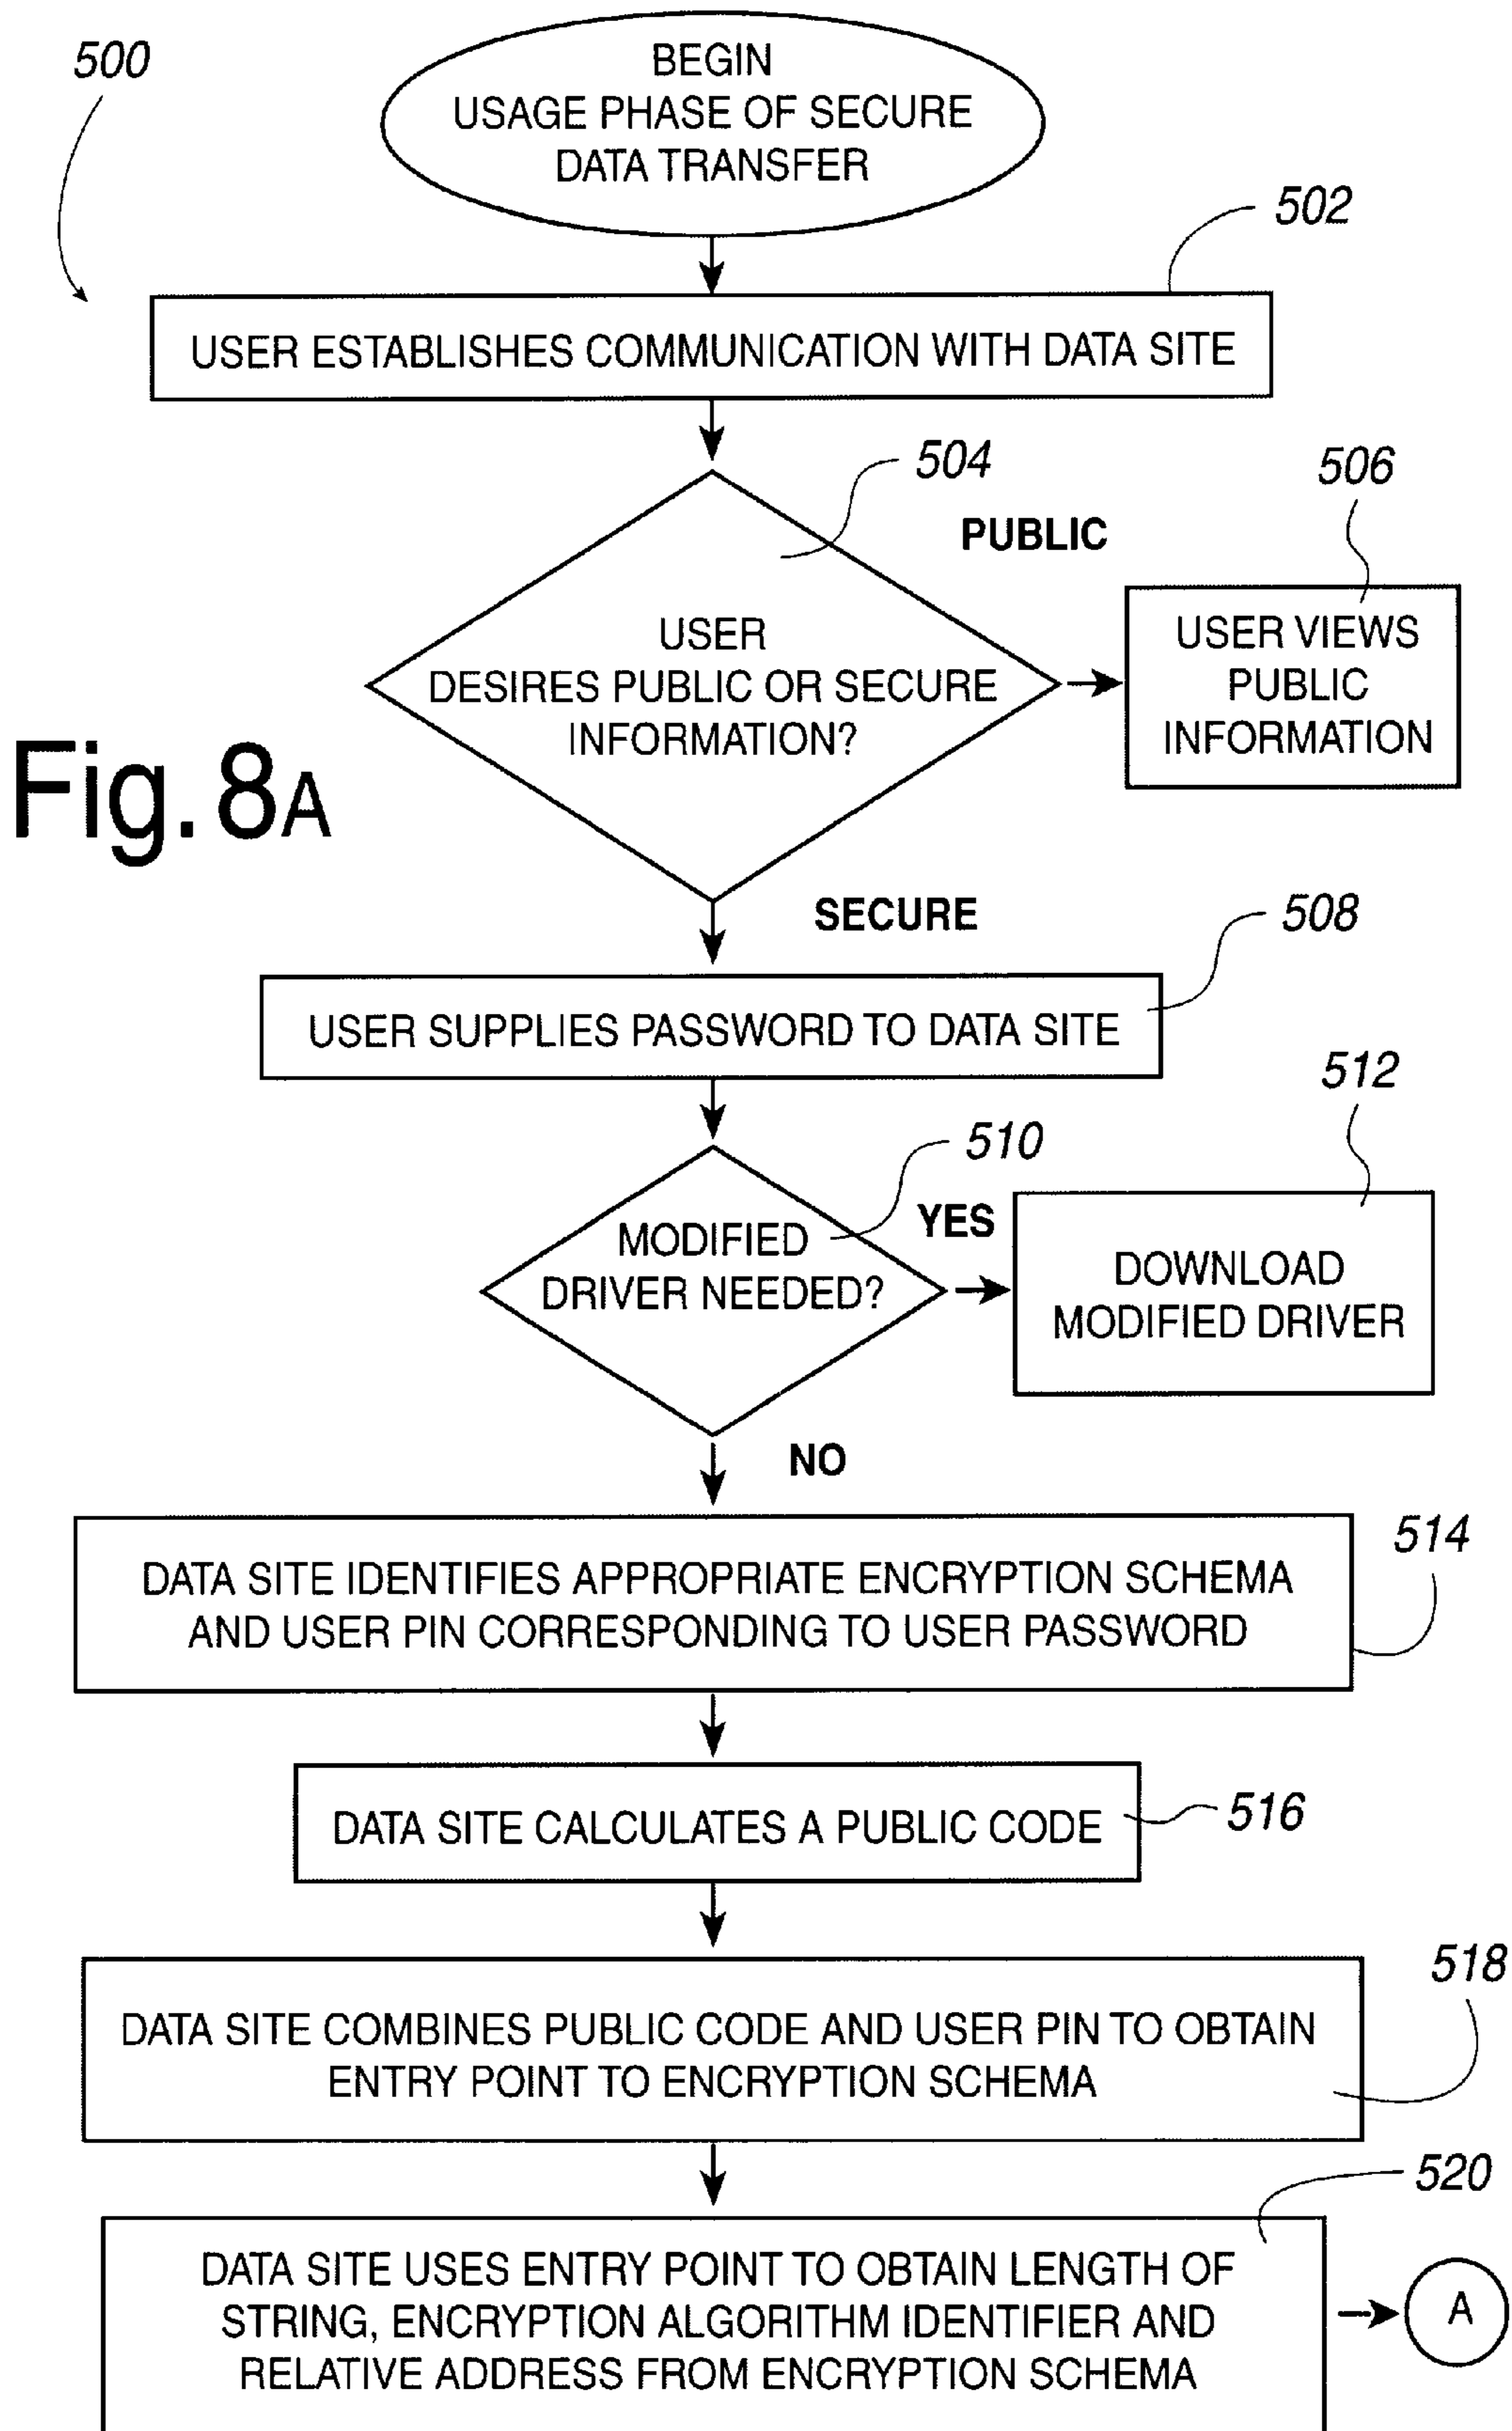 500
BEGIN
USAGE PHASE OF SECURE
DATA TRANSFER
502
USER ESTABLISHES COMMUNICATION WITH DATA SITE
504
506
PUBLIC
USER
DESIRES PUBLIC OR SECURE
INFORMATION?
USER VIEWS
PUBLIC
INFORMATION
Fig. 8A
SECURE
508
USER SUPPLIES PASSWORD TO DATA SITE
512
510
YES
MODIFIED
DRIVER NEEDED?
DOWNLOAD
MODIFIED DRIVER
NO
514
DATA SITE IDENTIFIES APPROPRIATE ENCRYPTION SCHEMA
AND USER PIN CORRESPONDING TO USER PASSWORD
DATA SITE CALCULATES A PUBLIC CODE
516
518
DATA SITE COMBINES PUBLIC CODE AND USER PIN TO OBTAIN
ENTRY POINT TO ENCRYPTION SCHEMA
520
DATA SITE USES ENTRY POINT TO OBTAIN LENGTH OF
STRING, ENCRYPTION ALGORITHM IDENTIFIER AND
RELATIVE ADDRESS FROM ENCRYPTION SCHEMA
A